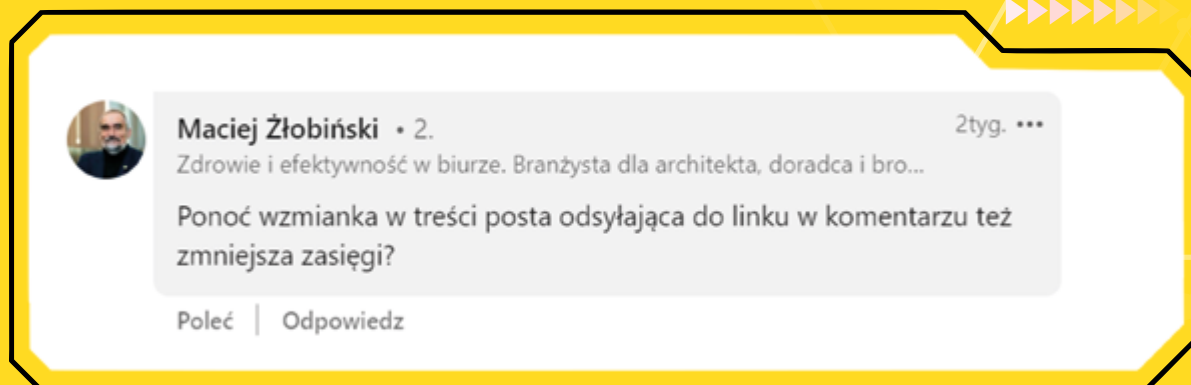 Maciej Żłobiński • 2.
2tyg. •••
Zdrowie i efektywność w biurze. Branżysta dla architekta, doradca i bro...
Ponoć wzmianka w treści posta odsyłająca do linku w komentarzu też
zmniejsza zasięgi?
Poleć | Odpowiedz